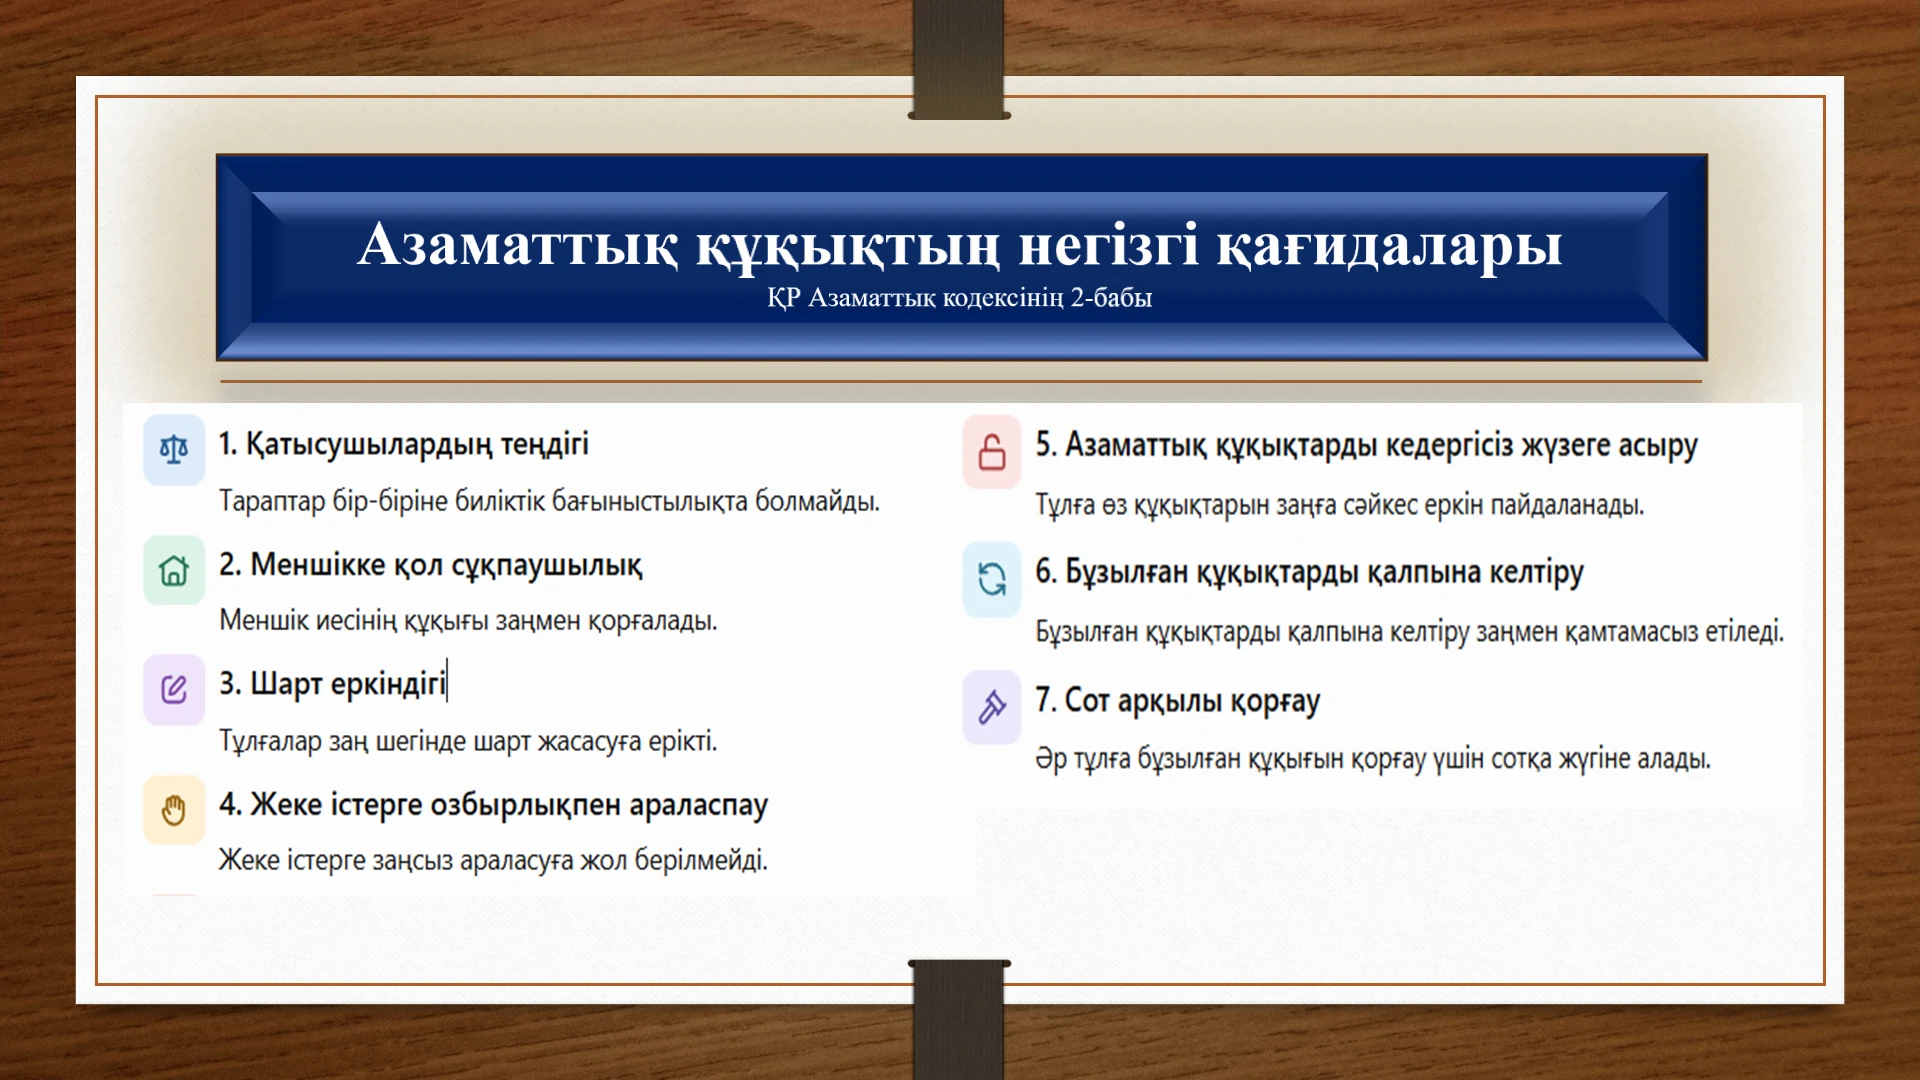 Азаматтық құқықтың негізгі қағидалары
ҚР Азаматтық кодексінің 2-бабы
1. Қатысушылардың теңдігі
Тараптар бір-біріне биліктік бағыныстылықта болмайды.
2. Меншікке қол сұқпаушылық
Меншік иесінің құқығы заңмен қорғалады.
3. Шарт еркіндігі
Тұлғалар заң шегінде шарт жасасуға ерікті.
4. Жеке істерге озбырлықпен араласпау
Жеке істерге заңсыз араласуға жол берілмейді.
5. Азаматтық құқықтарды кедергісіз жүзеге асыру
Тұлға өз құқықтарын заңға сәйкес еркін пайдаланады.
6. Бұзылған құқықтарды қалпына келтіру
Бұзылған құқықтарды қалпына келтіру заңмен қамтамасыз етіледі.
7. Сот арқылы қорғау
Әр тұлға бұзылған құқығын қорғау үшін сотқа жүгіне алады.